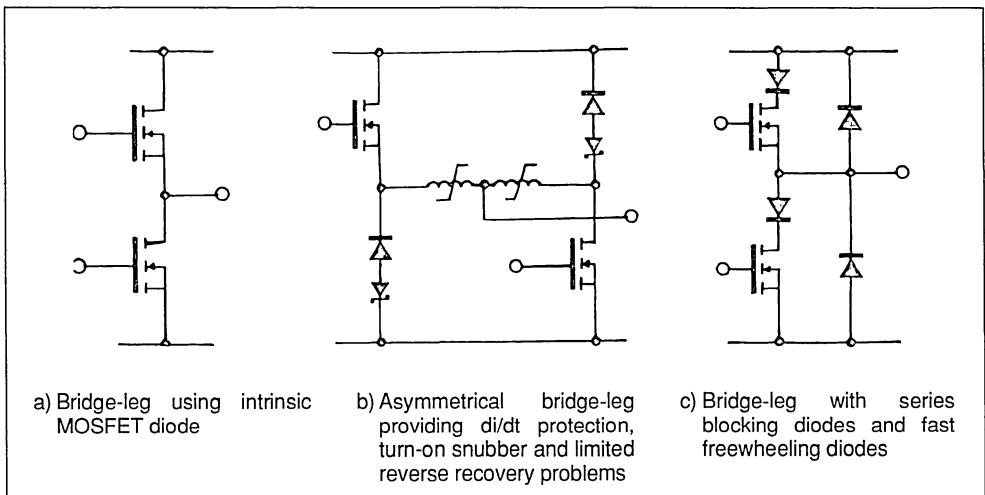 a) Bridge-leg using intrinsic
MOSFET diode
b) Asymmetrical bridge-leg
providing di/dt protection,
turn-on snubber and limited
reverse recovery problems
c) Bridge-leg with series
blocking diodes and fast
freewheeling diodes